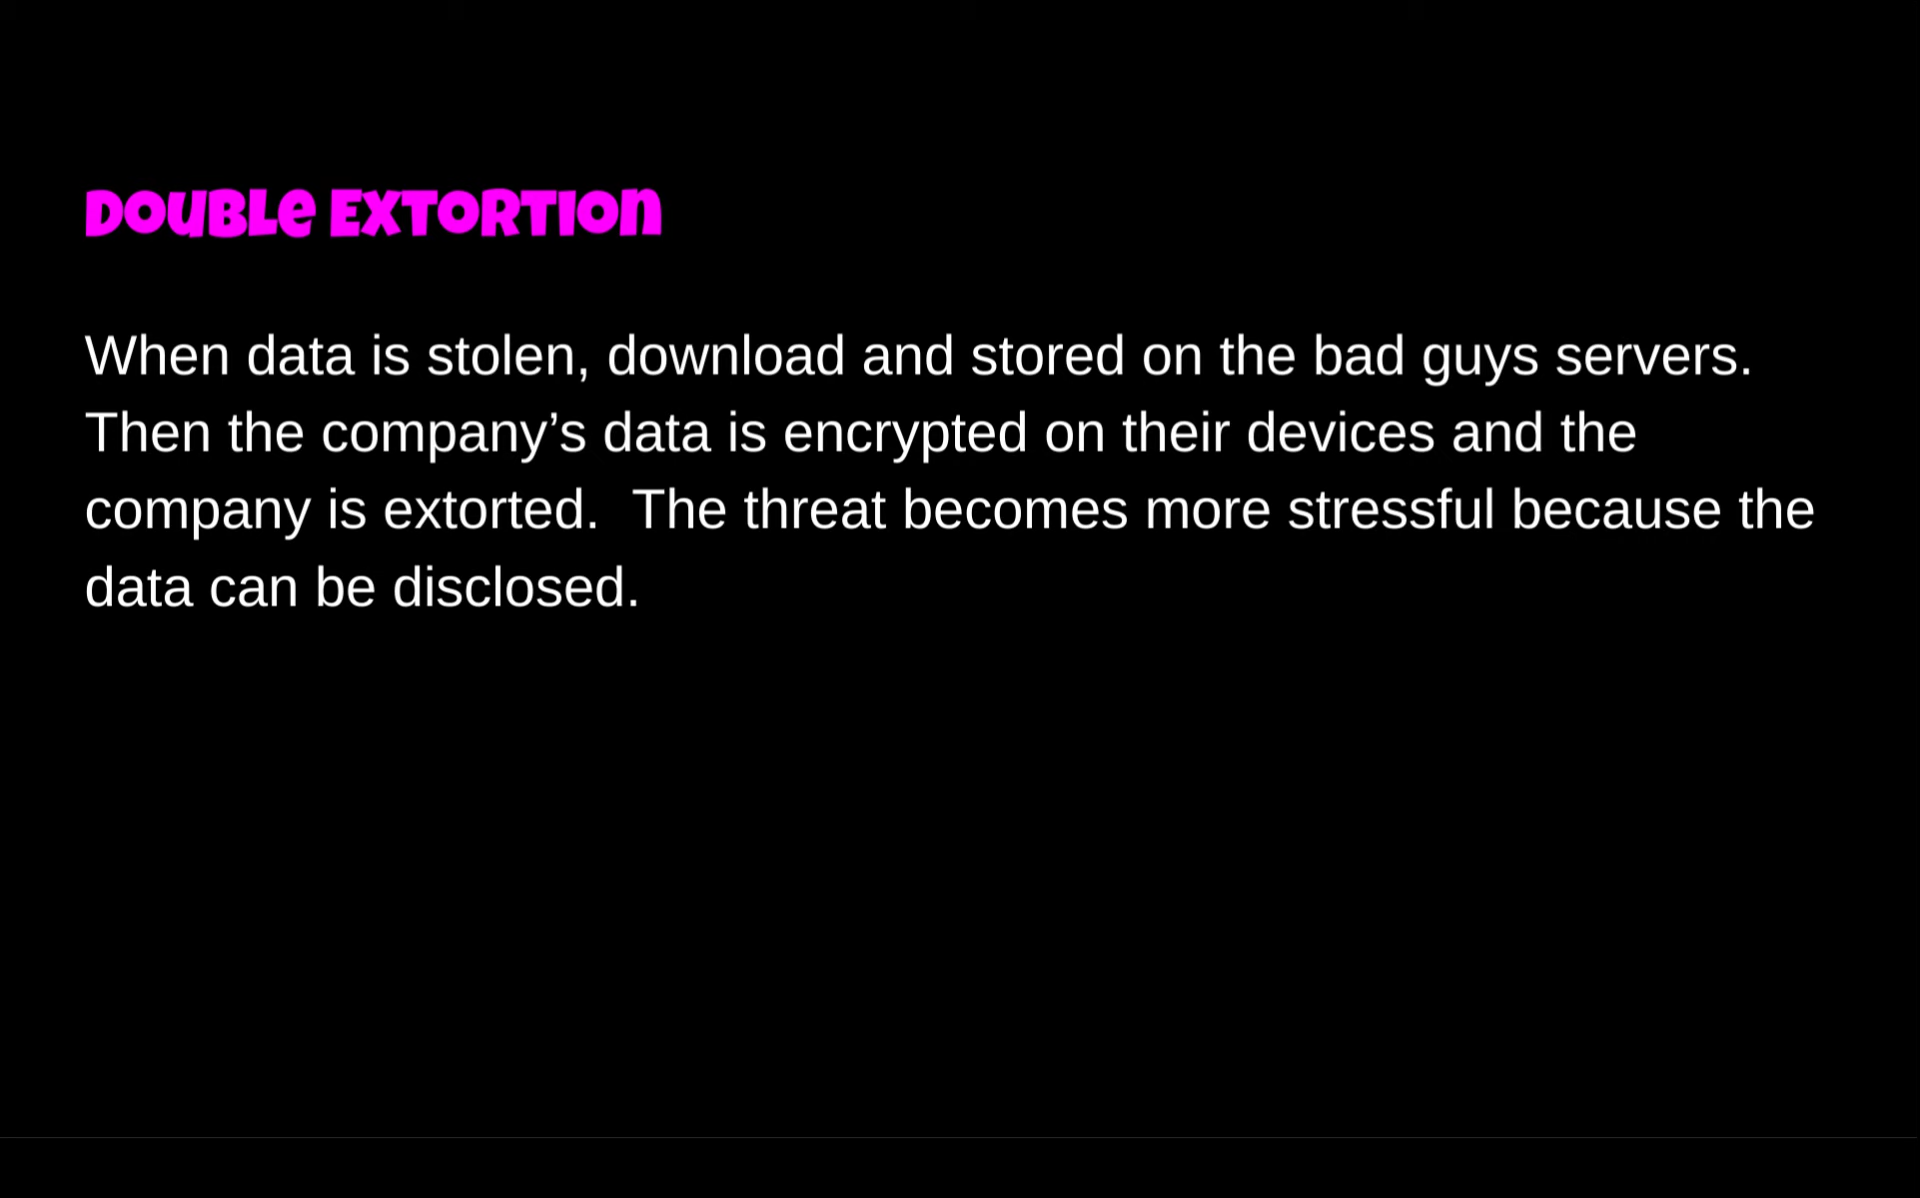 Double Extortion
When data is stolen, download and stored on the bad guys servers.
Then the company’s data is encrypted on their devices and the
company is extorted.  The threat becomes more stressful because the
data can be disclosed.